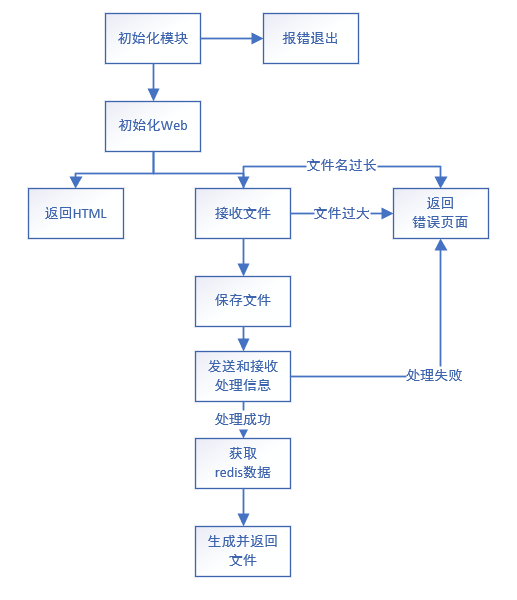 初始化模块
报错退出
初始化Web
文件名过长
返回HTML
接收文件
文件过大
返回
错误页面
保存文件
发送和接收
处理信息
处理失败
处理成功
获取
redis数据
生成并返回
文件